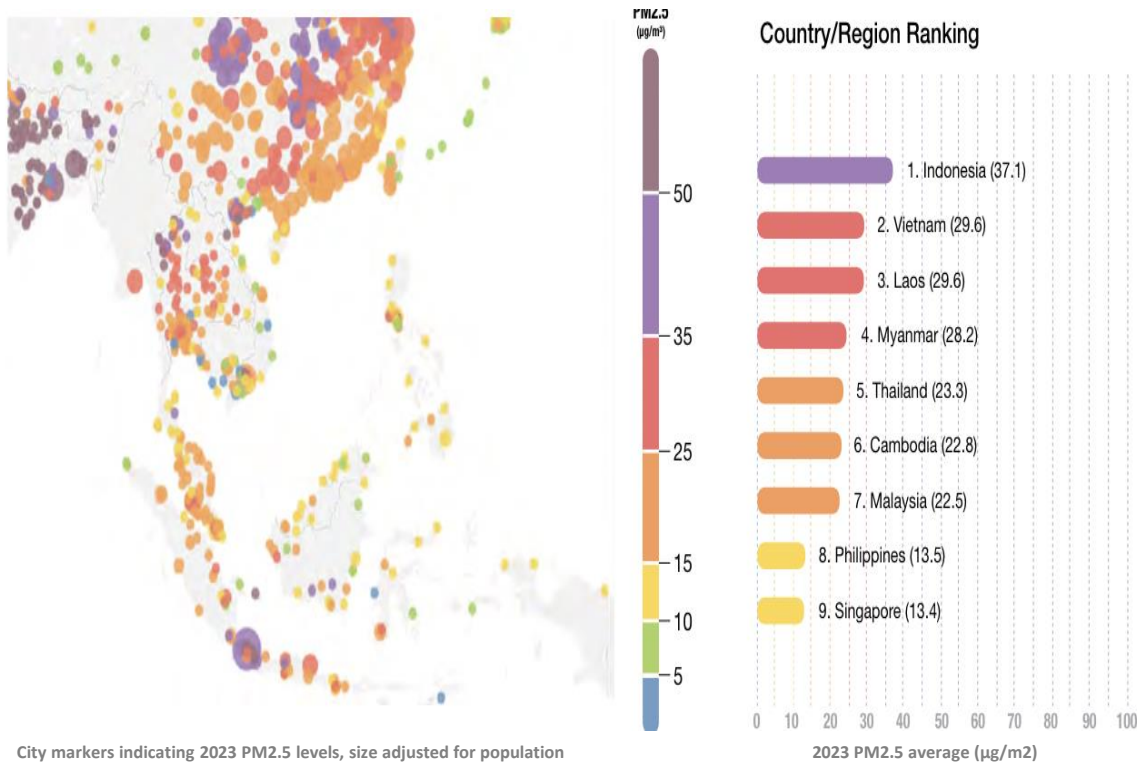 PM2.5
(µg/m³)
50
35
25
15
10
5
Country/Region Ranking
1. Indonesia (37.1)
2. Vietnam (29.6)
3. Laos (29.6)
4. Myanmar (28.2)
5. Thailand (23.3)
6. Cambodia (22.8)
7. Malaysia (22.5)
8. Philippines (13.5)
9. Singapore (13.4)
0 10 20 30 40 50 60 70 80 90 100
City markers indicating 2023 PM2.5 levels, size adjusted for population
2023 PM2.5 average (µg/m2)